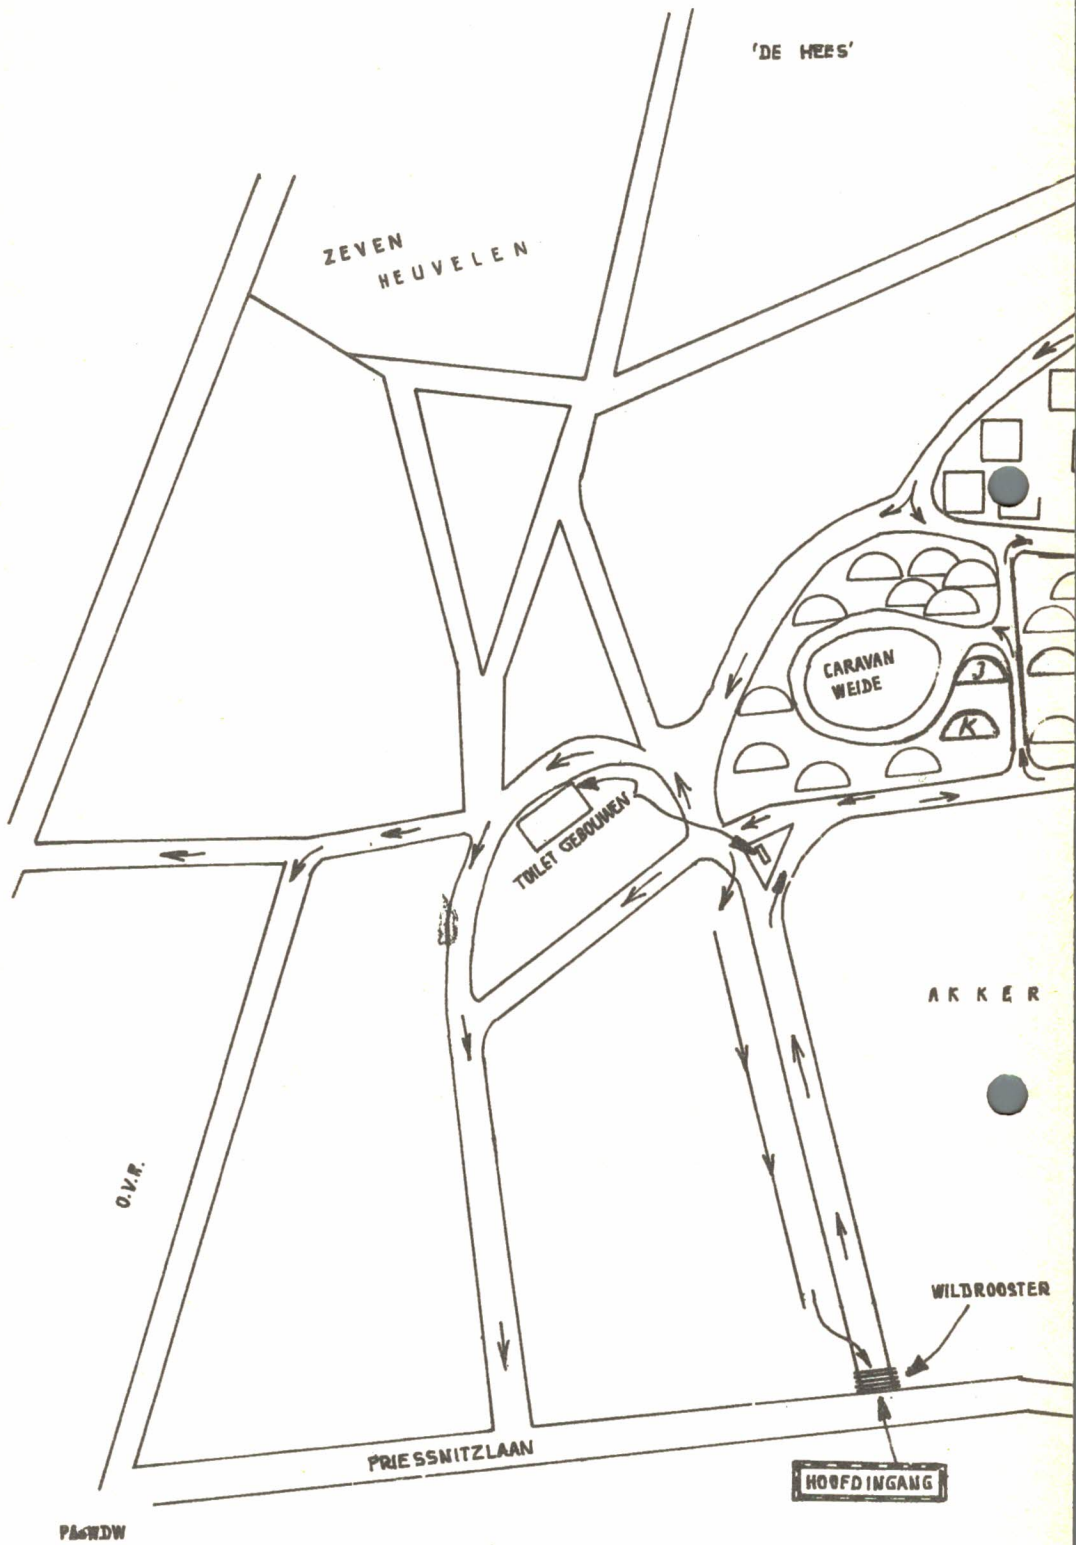 'DE HEES'
ZEVEN
HEUVELEN
CARAVAN
WEIDE
J
K
TOILET GEBOUWEN
AKKER
O.V.R.
WILDROOSTER
PRIESSNITZLAAN
HOOFDINGANG